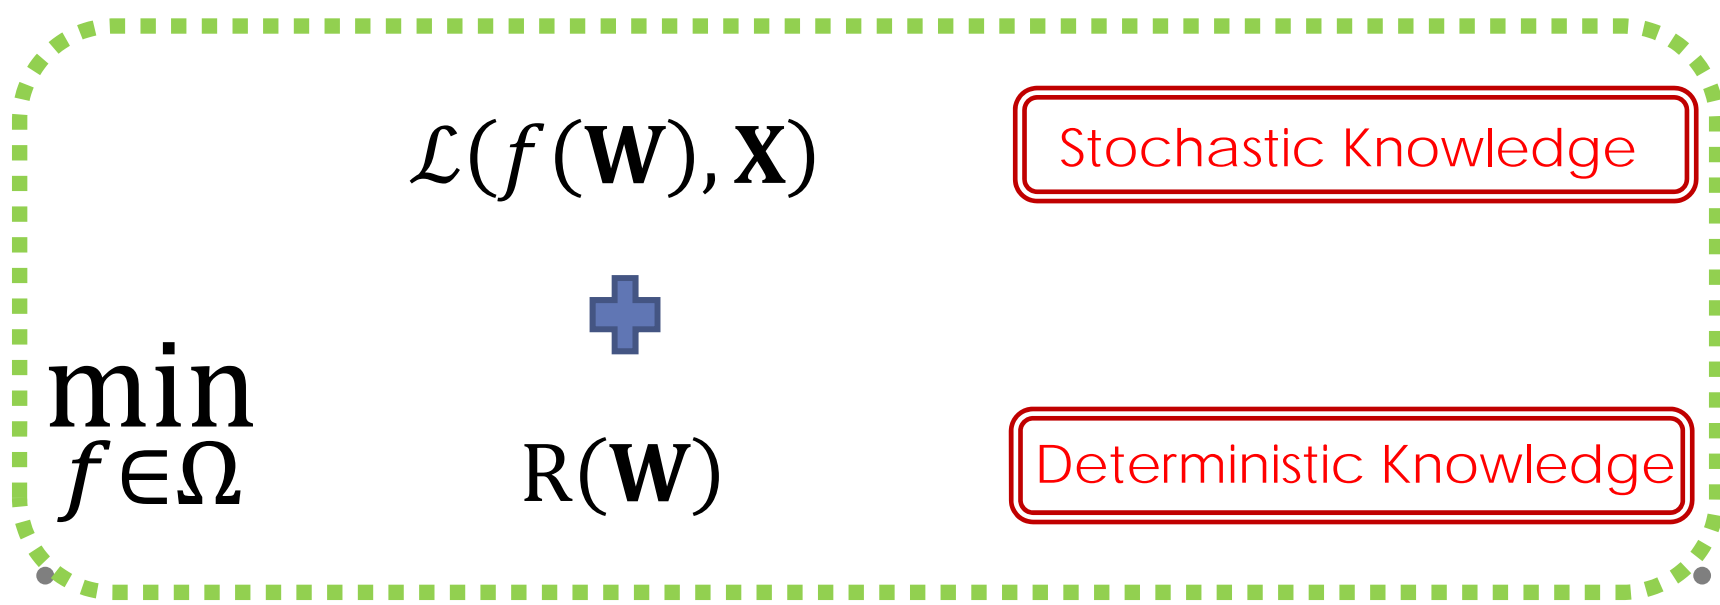 ℒ(f(𝐖), 𝐗)
Stochastic Knowledge
min
f∈Ω
R(𝐖)
Deterministic Knowledge